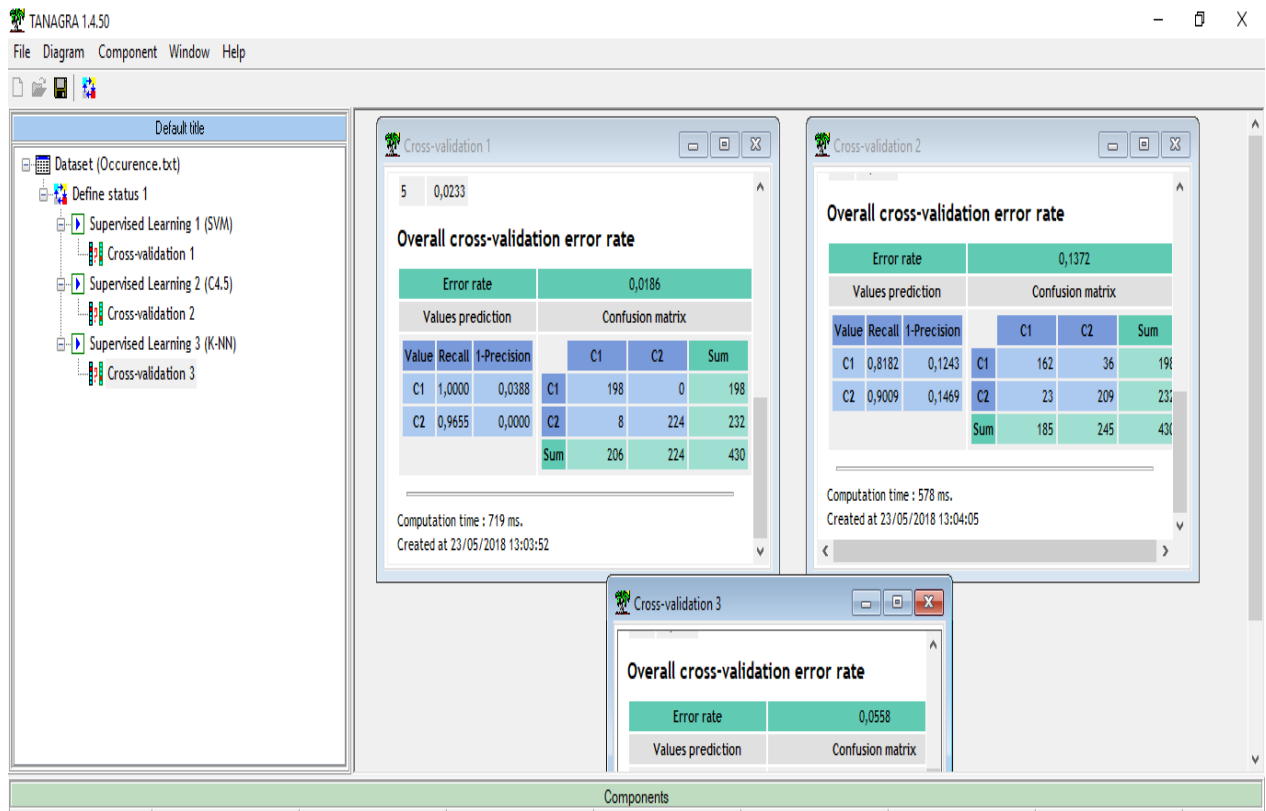 TANAGRA 1.4.50
File Diagram Component Window Help
Default title
Dataset (Occurence.txt)
Define status 1
Supervised Learning 1 (SVM)
Cross-validation 1
Supervised Learning 2 (C4.5)
Cross-validation 2
Supervised Learning 3 (K-NN)
Cross-validation 3
Cross-validation 1
5 0,0233
Overall cross-validation error rate
Error rate 0,0186
Values prediction Confusion matrix
Value Recall 1-Precision C1 C2 Sum
C1 1,0000 0,0388 C1 198 0 198
C2 0,9655 0,0000 C2 8 224 232
Sum 206 224 430
Computation time : 719 ms.
Created at 23/05/2018 13:03:52
Cross-validation 2
Overall cross-validation error rate
Error rate 0,1372
Values prediction Confusion matrix
Value Recall 1-Precision C1 C2 Sum
C1 0,8182 0,1243 C1 162 36 198
C2 0,9009 0,1469 C2 23 209 232
Sum 185 245 430
Computation time : 578 ms.
Created at 23/05/2018 13:04:05
Cross-validation 3
Overall cross-validation error rate
Error rate 0,0558
Values prediction Confusion matrix
Components